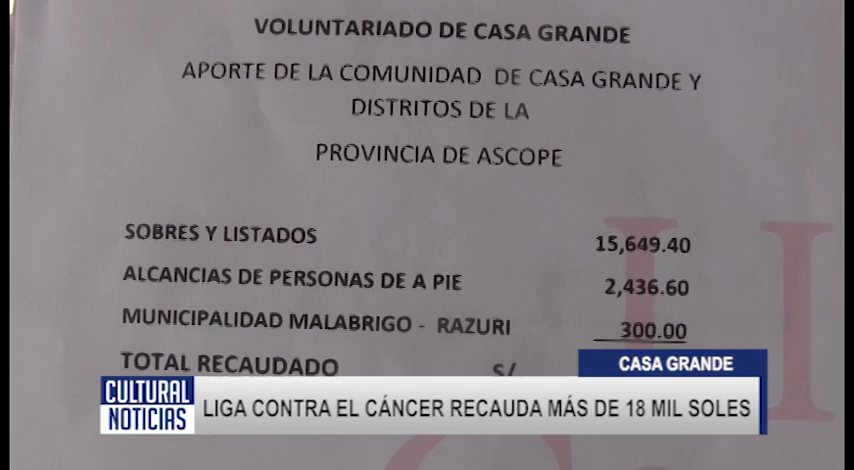 VOLUNTARIADO DE CASA GRANDE
APORTE DE LA COMUNIDAD DE CASA GRANDE Y
DISTRITOS DE LA
PROVINCIA DE ASCOPE
SOBRES Y LISTADOS 15,649.40
ALCANCIAS DE PERSONAS DE A PIE 2,436.60
MUNICIPALIDAD MALABRIGO - RAZURI 300.00
TOTAL RECAUDADO S/
CASA GRANDE
CULTURAL
NOTICIAS
LIGA CONTRA EL CÁNCER RECAUDA MÁS DE 18 MIL SOLES